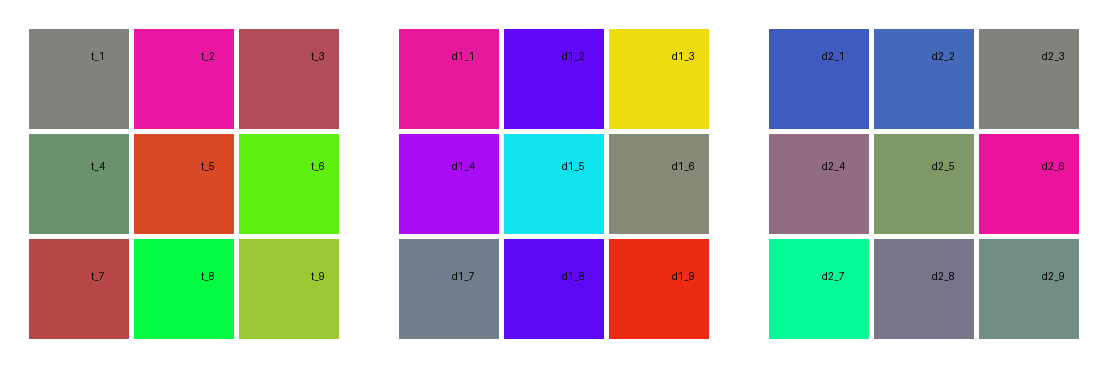 t_1 t_2 t_3 d1_1 d1_2 d1_3 d2_1 d2_2 d2_3
t_4 t_5 t_6 d1_4 d1_5 d1_6 d2_4 d2_5 d2_6
t_7 t_8 t_9 d1_7 d1_8 d1_9 d2_7 d2_8 d2_9